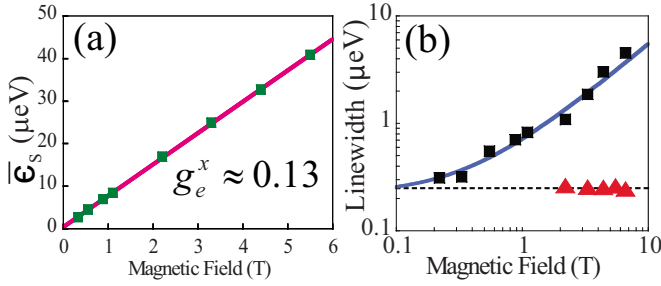 (a)
50
40
30
20
10
0
ε̅s (μeV)
g_e^x ≈ 0.13
0 1 2 3 4 5 6
Magnetic Field (T)
(b)
10
1
0.1
Linewidth (μeV)
0.1 1 10
Magnetic Field (T)